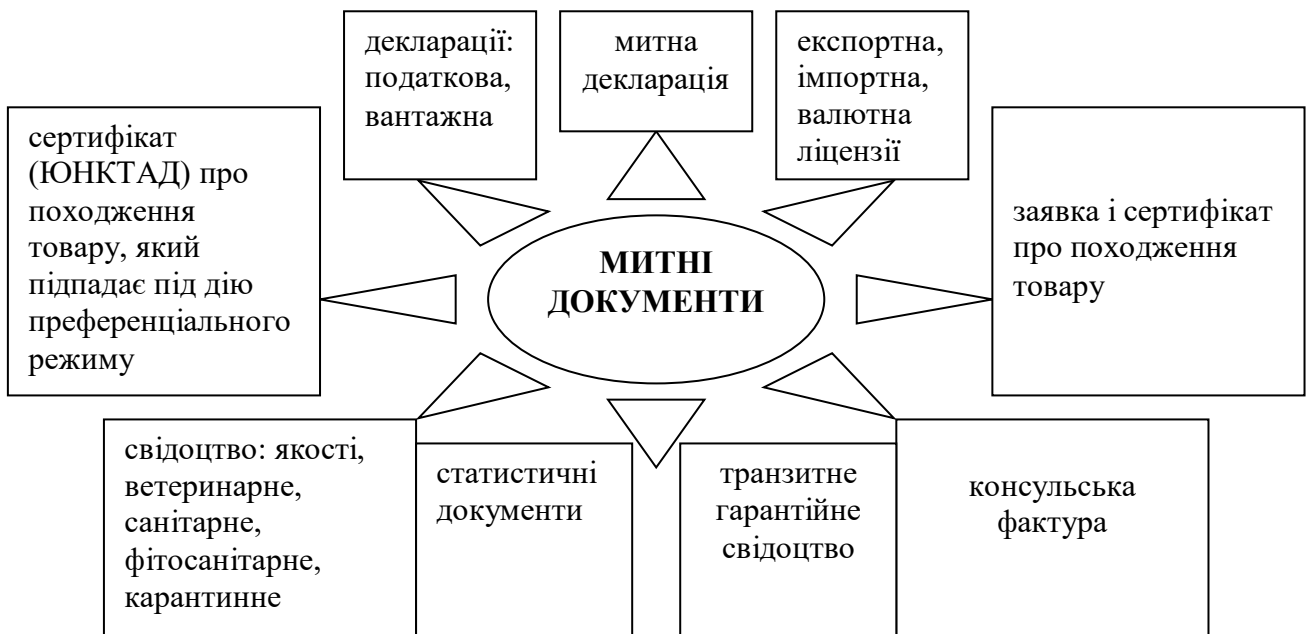 декларації:
податкова,
вантажна
митна
декларація
експортна,
імпортна,
валютна
ліцензії
сертифікат
(ЮНКТАД) про
походження
товару, який
підпадає під дію
преференціального
режиму
МИТНІ
ДОКУМЕНТИ
заявка і сертифікат
про походження
товару
свідоцтво: якості,
ветеринарне,
санітарне,
фітосанітарне,
карантинне
статистичні
документи
транзитне
гарантійне
свідоцтво
консульська
фактура